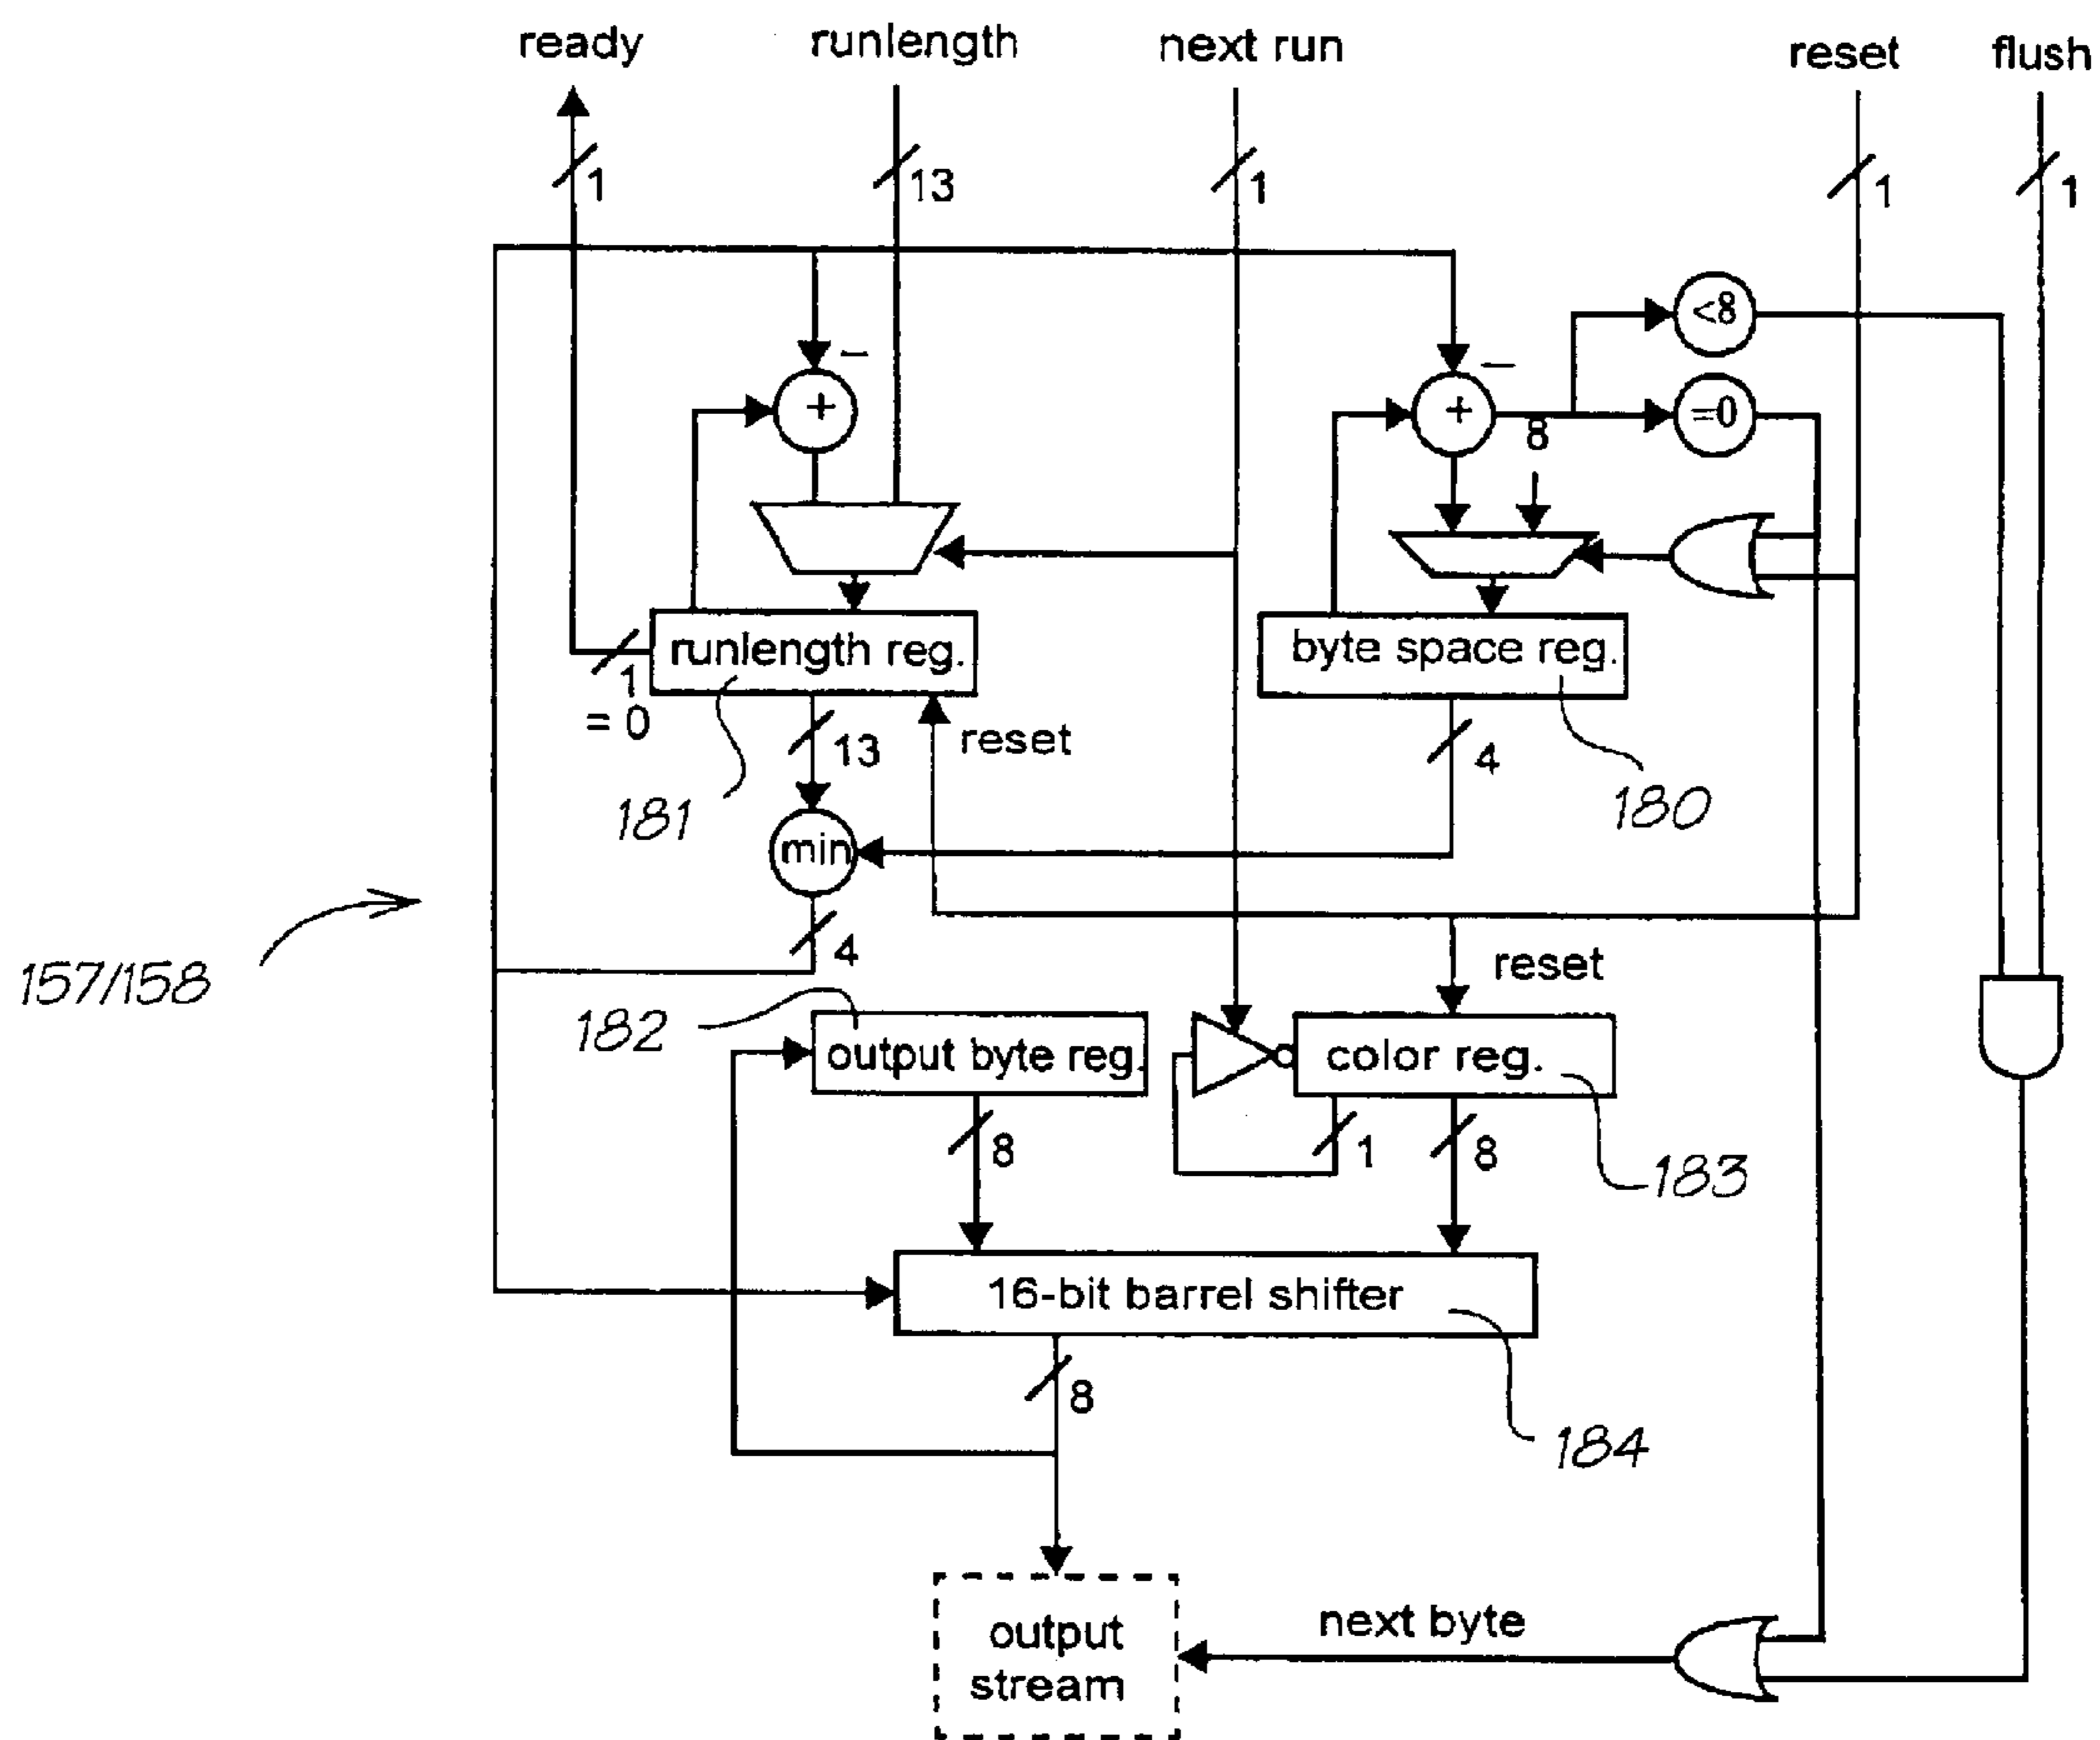 ready runlength next run reset flush
1 13 1 1 1
<8
– –
+ + =0
8
runlength reg. byte space reg.
1
= 0
13 reset 4
181 180
min
4
157/158
reset
182
output byte reg. color reg.
8 1 8
183
16-bit barrel shifter
8
184
next byte
output
stream